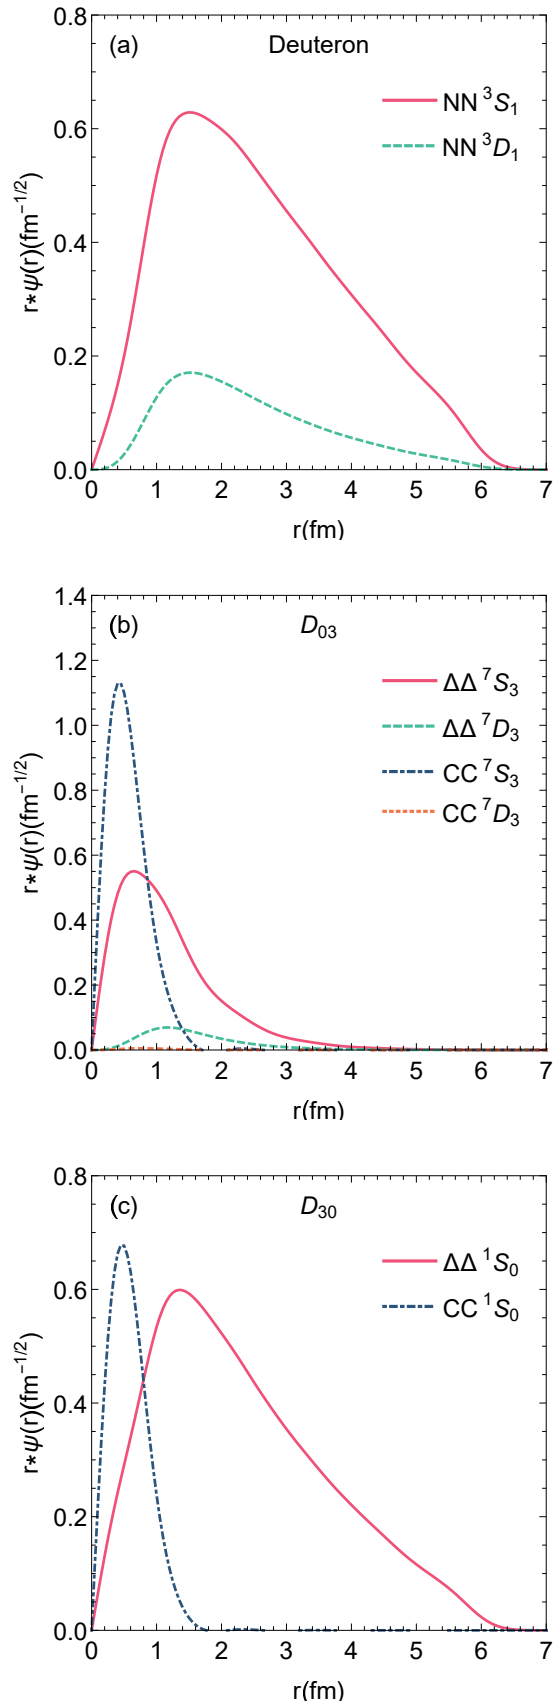 (a) Deuteron
NN ³S₁
NN ³D₁
r*ψ(r)(fm⁻¹/²)
0.8
0.6
0.4
0.2
0.0
0 1 2 3 4 5 6 7
r(fm)
(b) D₀₃
ΔΔ ⁷S₃
ΔΔ ⁷D₃
CC ⁷S₃
CC ⁷D₃
r*ψ(r)(fm⁻¹/²)
1.4
1.2
1.0
0.8
0.6
0.4
0.2
0.0
0 1 2 3 4 5 6 7
r(fm)
(c) D₃₀
ΔΔ ¹S₀
CC ¹S₀
r*ψ(r)(fm⁻¹/²)
0.8
0.6
0.4
0.2
0.0
0 1 2 3 4 5 6 7
r(fm)